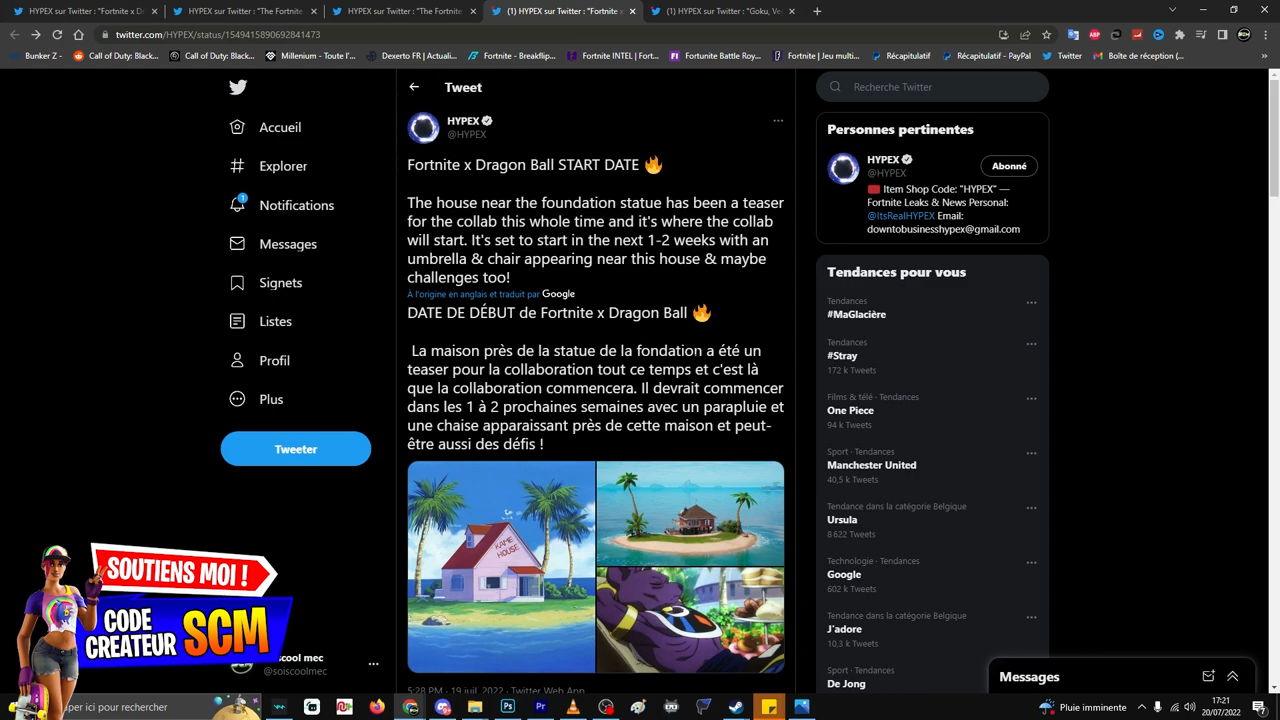 (1) HYPEX sur Twitter : "Fortnite x D
HYPEX sur Twitter : "The Fortnite
HYPEX sur Twitter : "The Fortnite
(1) HYPEX sur Twitter : "Fortnite x
(1) HYPEX sur Twitter : "Goku, Ve
twitter.com/HYPEX/status/1549415890692841473
Bunker Z -
Call of Duty: Black...
Call of Duty: Black...
Millenium - Toute l'i...
Dexerto FR | Actuali...
Fortnite - Breakflip...
Fortnite INTEL | Fort...
Fortunite Battle Roy...
Fortnite | Jeu multi...
Récapitulatif
Récapitulatif - PayPal
Twitter
Boîte de réception (...
Accueil
Explorer
1
Notifications
Messages
Signets
Listes
Profil
Plus
Tweeter
Tweet
HYPEX
@HYPEX
Fortnite x Dragon Ball START DATE 🔥
The house near the foundation statue has been a teaser
for the collab this whole time and it's where the collab
will start. It's set to start in the next 1-2 weeks with an
umbrella & chair appearing near this house & maybe
challenges too!
À l'origine en anglais et traduit par Google
DATE DE DÉBUT de Fortnite x Dragon Ball 🔥
La maison près de la statue de la fondation a été un
teaser pour la collaboration tout ce temps et c'est là
que la collaboration commencera. Il devrait commencer
dans les 1 à 2 prochaines semaines avec un parapluie et
une chaise apparaissant près de cette maison et peut-
être aussi des défis !
KAME
HOUSE
5:28 PM · 19 juil. 2022 · Twitter Web App
Recherche Twitter
Personnes pertinentes
HYPEX
@HYPEX
Abonné
Item Shop Code: "HYPEX" —
Fortnite Leaks & News Personal:
@ItsRealHYPEX Email:
downtobusinesshypex@gmail.com
Tendances pour vous
Tendances
#MaGlacière
Tendances
#Stray
172 k Tweets
Films & télé · Tendances
One Piece
94 k Tweets
Sport · Tendances
Manchester United
40,5 k Tweets
Tendance dans la catégorie Belgique
Ursula
8 622 Tweets
Technologie · Tendances
Google
602 k Tweets
Tendance dans la catégorie Belgique
J'adore
10,3 k Tweets
Sport · Tendances
De Jong
Messages
SOUTIENS MOI !
CODE
CREATEUR SCM
soiscool mec
@soiscoolmec
per ici pour rechercher
Pluie imminente
17:21
20/07/2022